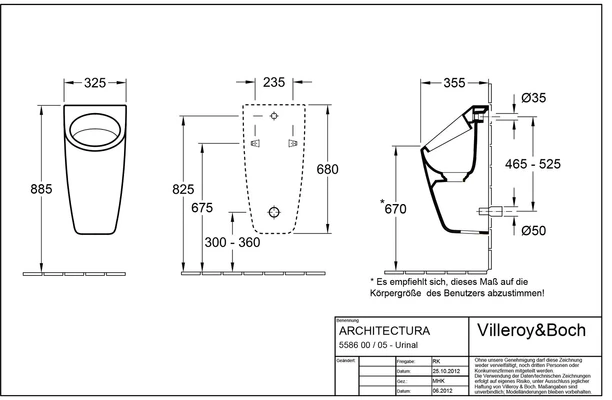 325
235
355
Ø35
885
825
675
680
465 - 525
*670
300 - 360
Ø50
* Es empfiehlt sich, dieses Maß auf die
Körpergröße des Benutzers abzustimmen!
Benennung
ARCHITECTURA
5586 00 / 05 - Urinal
Villeroy&Boch
Geändert:
Freigabe: RK
Datum: 25.10.2012
Gez.: MHK
Datum: 06.2012
Ohne unsere Genehmigung darf diese Zeichnung
weder vervielfältigt, noch dritten Personen oder
Konkurrenzfirmen mitgeteilt werden.
Die Verwendung der Daten/technischen Zeichnungen
erfolgt auf eigenes Risiko, unter Ausschluss jeglicher
Haftung von Villeroy & Boch. Maßangaben sind
unverbindlich; Modelländerungen bleiben vorbehalten.